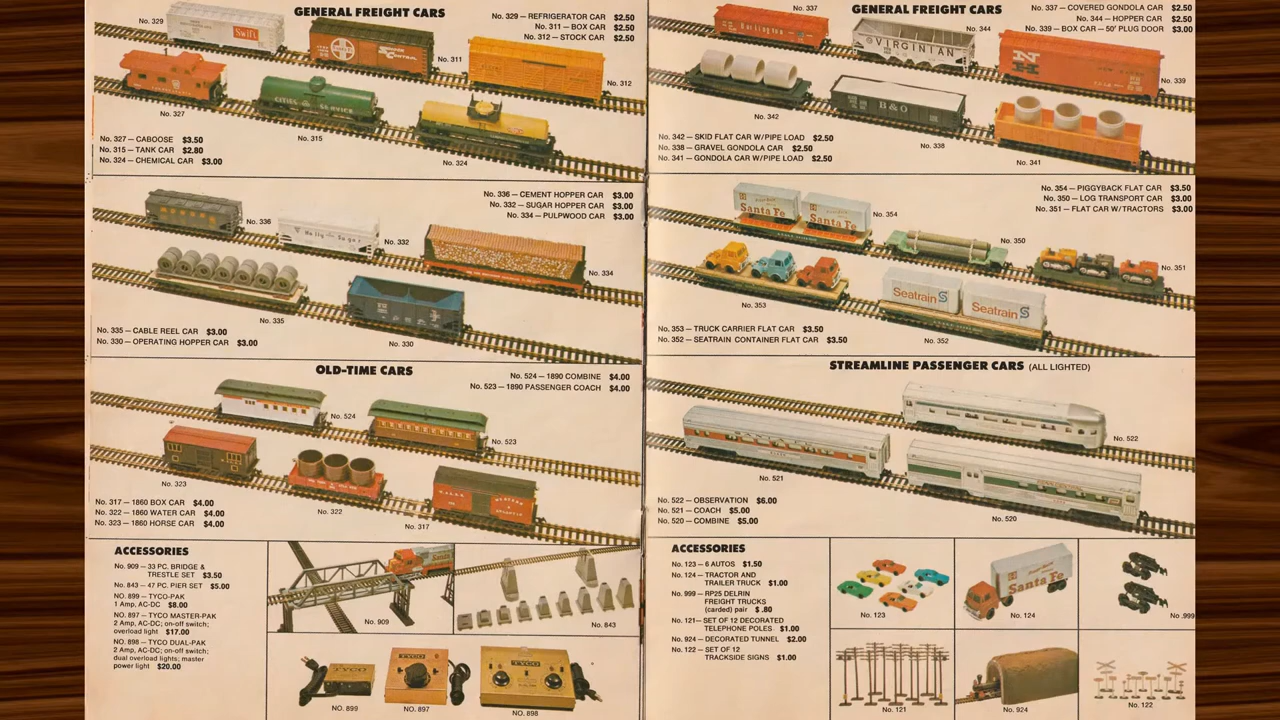 GENERAL FREIGHT CARS
No. 329 — REFRIGERATOR CAR $2.50
No. 311 — BOX CAR $2.50
No. 312 — STOCK CAR $2.50
No. 329
Swift
No. 311
No. 312
CITIES SERVICE
No. 327
No. 315
No. 324
No. 327 — CABOOSE $3.50
No. 315 — TANK CAR $2.80
No. 324 — CHEMICAL CAR $3.00
No. 336 — CEMENT HOPPER CAR $3.00
No. 332 — SUGAR HOPPER CAR $3.00
No. 334 — PULPWOOD CAR $3.00
No. 336
No. 332
No. 334
No. 335
No. 330
No. 335 — CABLE REEL CAR $3.00
No. 330 — OPERATING HOPPER CAR $3.00
OLD-TIME CARS
No. 524 — 1890 COMBINE $4.00
No. 523 — 1890 PASSENGER COACH $4.00
No. 524
No. 523
No. 323
No. 322
No. 317
No. 317 — 1860 BOX CAR $4.00
No. 322 — 1860 WATER CAR $4.00
No. 323 — 1860 HORSE CAR $4.00
ACCESSORIES
No. 909 — 33 PC. BRIDGE &
TRESTLE SET $3.50
No. 843 — 47 PC. PIER SET $5.00
NO. 899 — TYCO-PAK
1 Amp, AC-DC $8.00
NO. 897 — TYCO MASTER-PAK
2 Amp, AC-DC; on-off switch;
overload light $17.00
NO. 898 — TYCO DUAL-PAK
2 Amp, AC-DC; on-off switch;
dual overload lights; master
power light $20.00
No. 909
No. 843
TYCO
NO. 899
NO. 897
NO. 898
GENERAL FREIGHT CARS
No. 337 — COVERED GONDOLA CAR $2.50
No. 344 — HOPPER CAR $2.50
No. 339 — BOX CAR — 50' PLUG DOOR $3.00
No. 337
Burlington
VIRGINIAN
No. 344
N
H
No. 339
B&O
No. 342
No. 338
No. 341
No. 342 — SKID FLAT CAR W/PIPE LOAD $2.50
No. 338 — GRAVEL GONDOLA CAR $2.50
No. 341 — GONDOLA CAR W/PIPE LOAD $2.50
No. 354 — PIGGYBACK FLAT CAR $3.50
No. 350 — LOG TRANSPORT CAR $3.00
No. 351 — FLAT CAR W/TRACTORS $3.00
Santa Fe
Santa Fe
No. 354
No. 350
No. 351
Seatrain
Seatrain
No. 353
No. 352
No. 353 — TRUCK CARRIER FLAT CAR $3.50
No. 352 — SEATRAIN CONTAINER FLAT CAR $3.50
STREAMLINE PASSENGER CARS (ALL LIGHTED)
No. 522
No. 521
No. 520
No. 522 — OBSERVATION $6.00
No. 521 — COACH $5.00
No. 520 — COMBINE $5.00
ACCESSORIES
No. 123 — 6 AUTOS $1.50
No. 124 — TRACTOR AND
TRAILER TRUCK $1.00
No. 999 — RP25 DELRIN
FREIGHT TRUCKS
(carded) pair $ .80
No. 121— SET OF 12 DECORATED
TELEPHONE POLES $1.00
No. 924 — DECORATED TUNNEL $2.00
No. 122 — SET OF 12
TRACKSIDE SIGNS $1.00
No. 123
Santa Fe
No. 124
No. 999
No. 121
No. 924
No. 122